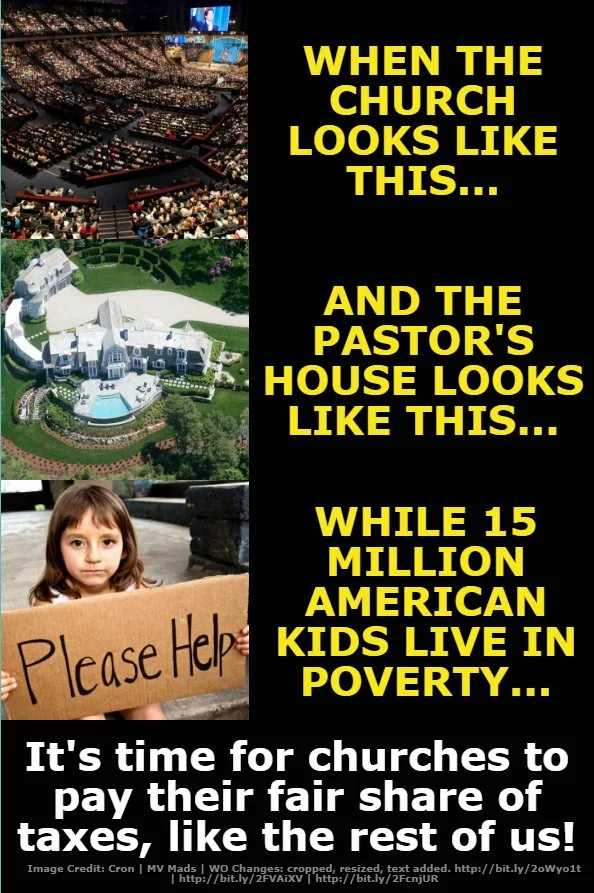 WHEN THE
CHURCH
LOOKS LIKE
THIS...
AND THE
PASTOR'S
HOUSE LOOKS
LIKE THIS...
Please Help
WHILE 15
MILLION
AMERICAN
KIDS LIVE IN
POVERTY...
It's time for churches to
pay their fair share of
taxes, like the rest of us!
Image Credit: Cron | MV Mads | WO Changes: cropped, resized, text added. http://bit.ly/2oWyo1t
| http://bit.ly/2FVAiXV | http://bit.ly/2FcnjUR